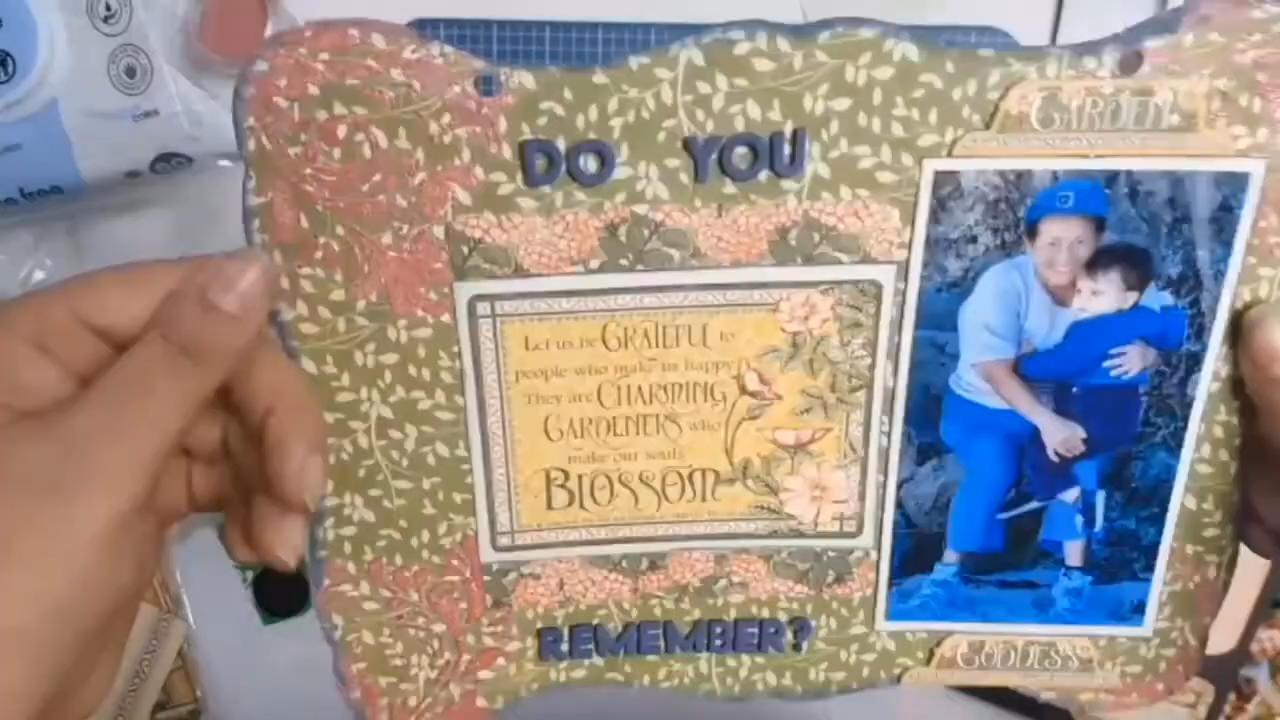 GARDEN
DO YOU
Let us be GRATEFUL to
people who make us happy
They are CHARMING
GARDENERS who
make our souls
BLOSSOM
REMEMBER?
GODDESS
free